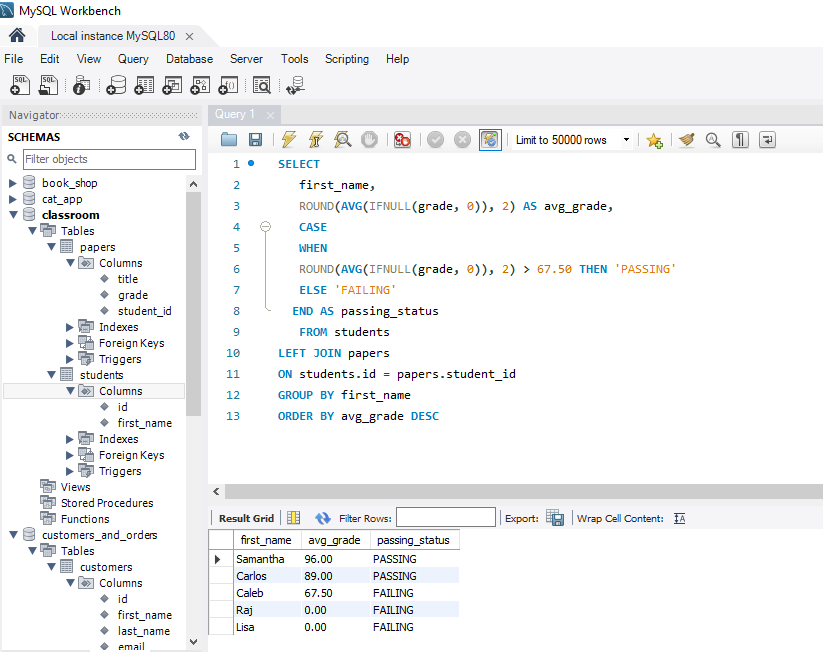 MySQL Workbench
Local instance MySQL80
File Edit View Query Database Server Tools Scripting Help
Navigator
SCHEMAS
Filter objects
book_shop
cat_app
classroom
Tables
papers
Columns
title
grade
student_id
Indexes
Foreign Keys
Triggers
students
Columns
id
first_name
Indexes
Foreign Keys
Triggers
Views
Stored Procedures
Functions
customers_and_orders
Tables
customers
Columns
id
first_name
last_name
email
Query 1
Limit to 50000 rows
1 SELECT
2 first_name,
3 ROUND(AVG(IFNULL(grade, 0)), 2) AS avg_grade,
4 CASE
5 WHEN
6 ROUND(AVG(IFNULL(grade, 0)), 2) > 67.50 THEN 'PASSING'
7 ELSE 'FAILING'
8 END AS passing_status
9 FROM students
10 LEFT JOIN papers
11 ON students.id = papers.student_id
12 GROUP BY first_name
13 ORDER BY avg_grade DESC
Result Grid Filter Rows: Export: Wrap Cell Content:
first_name avg_grade passing_status
Samantha 96.00 PASSING
Carlos 89.00 PASSING
Caleb 67.50 FAILING
Raj 0.00 FAILING
Lisa 0.00 FAILING